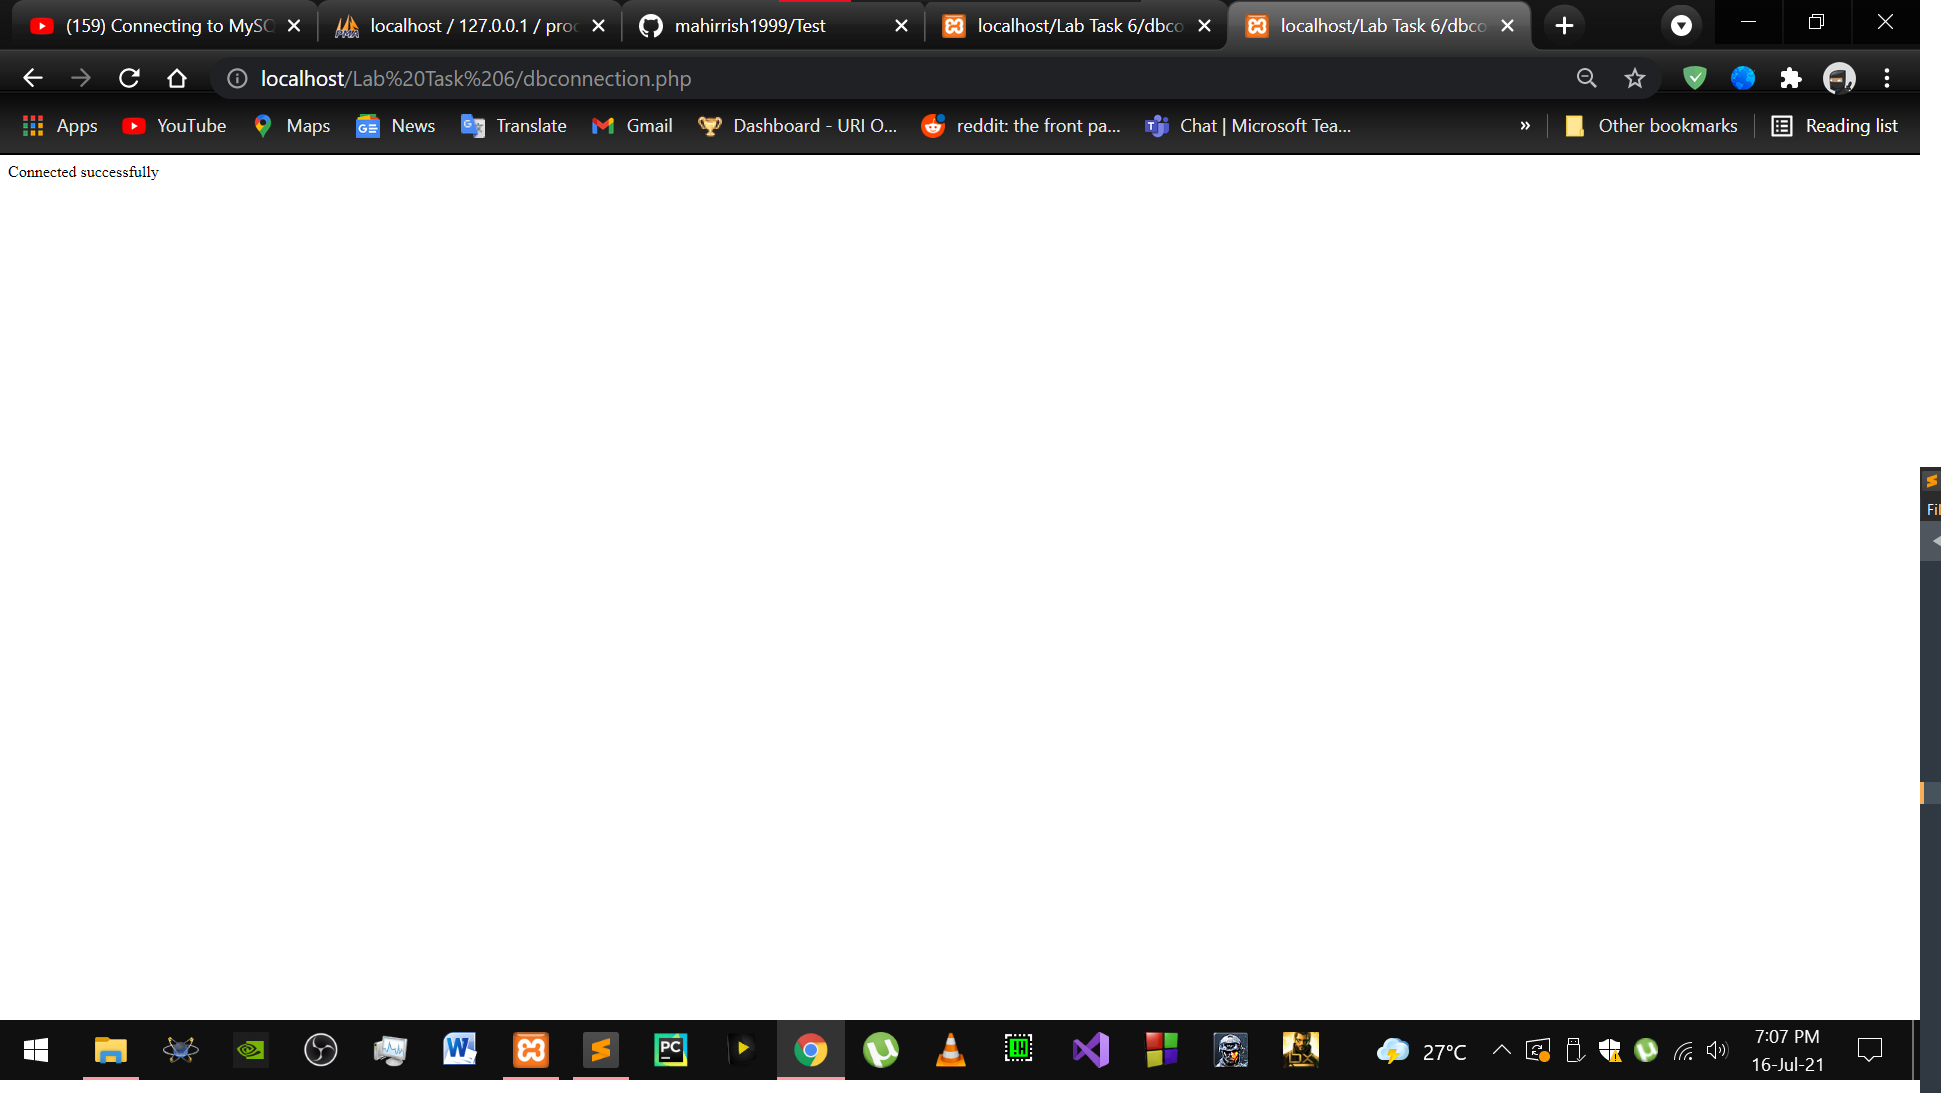 (159) Connecting to MySQ
localhost / 127.0.0.1 / proc
mahirrish1999/Test
localhost/Lab Task 6/dbco
localhost/Lab Task 6/dbco
localhost/Lab%20Task%206/dbconnection.php
Apps
YouTube
Maps
News
Translate
Gmail
Dashboard - URI O...
reddit: the front pa...
Chat | Microsoft Tea...
»
Other bookmarks
Reading list
Connected successfully
Fil
27°C
7:07 PM
16-Jul-21